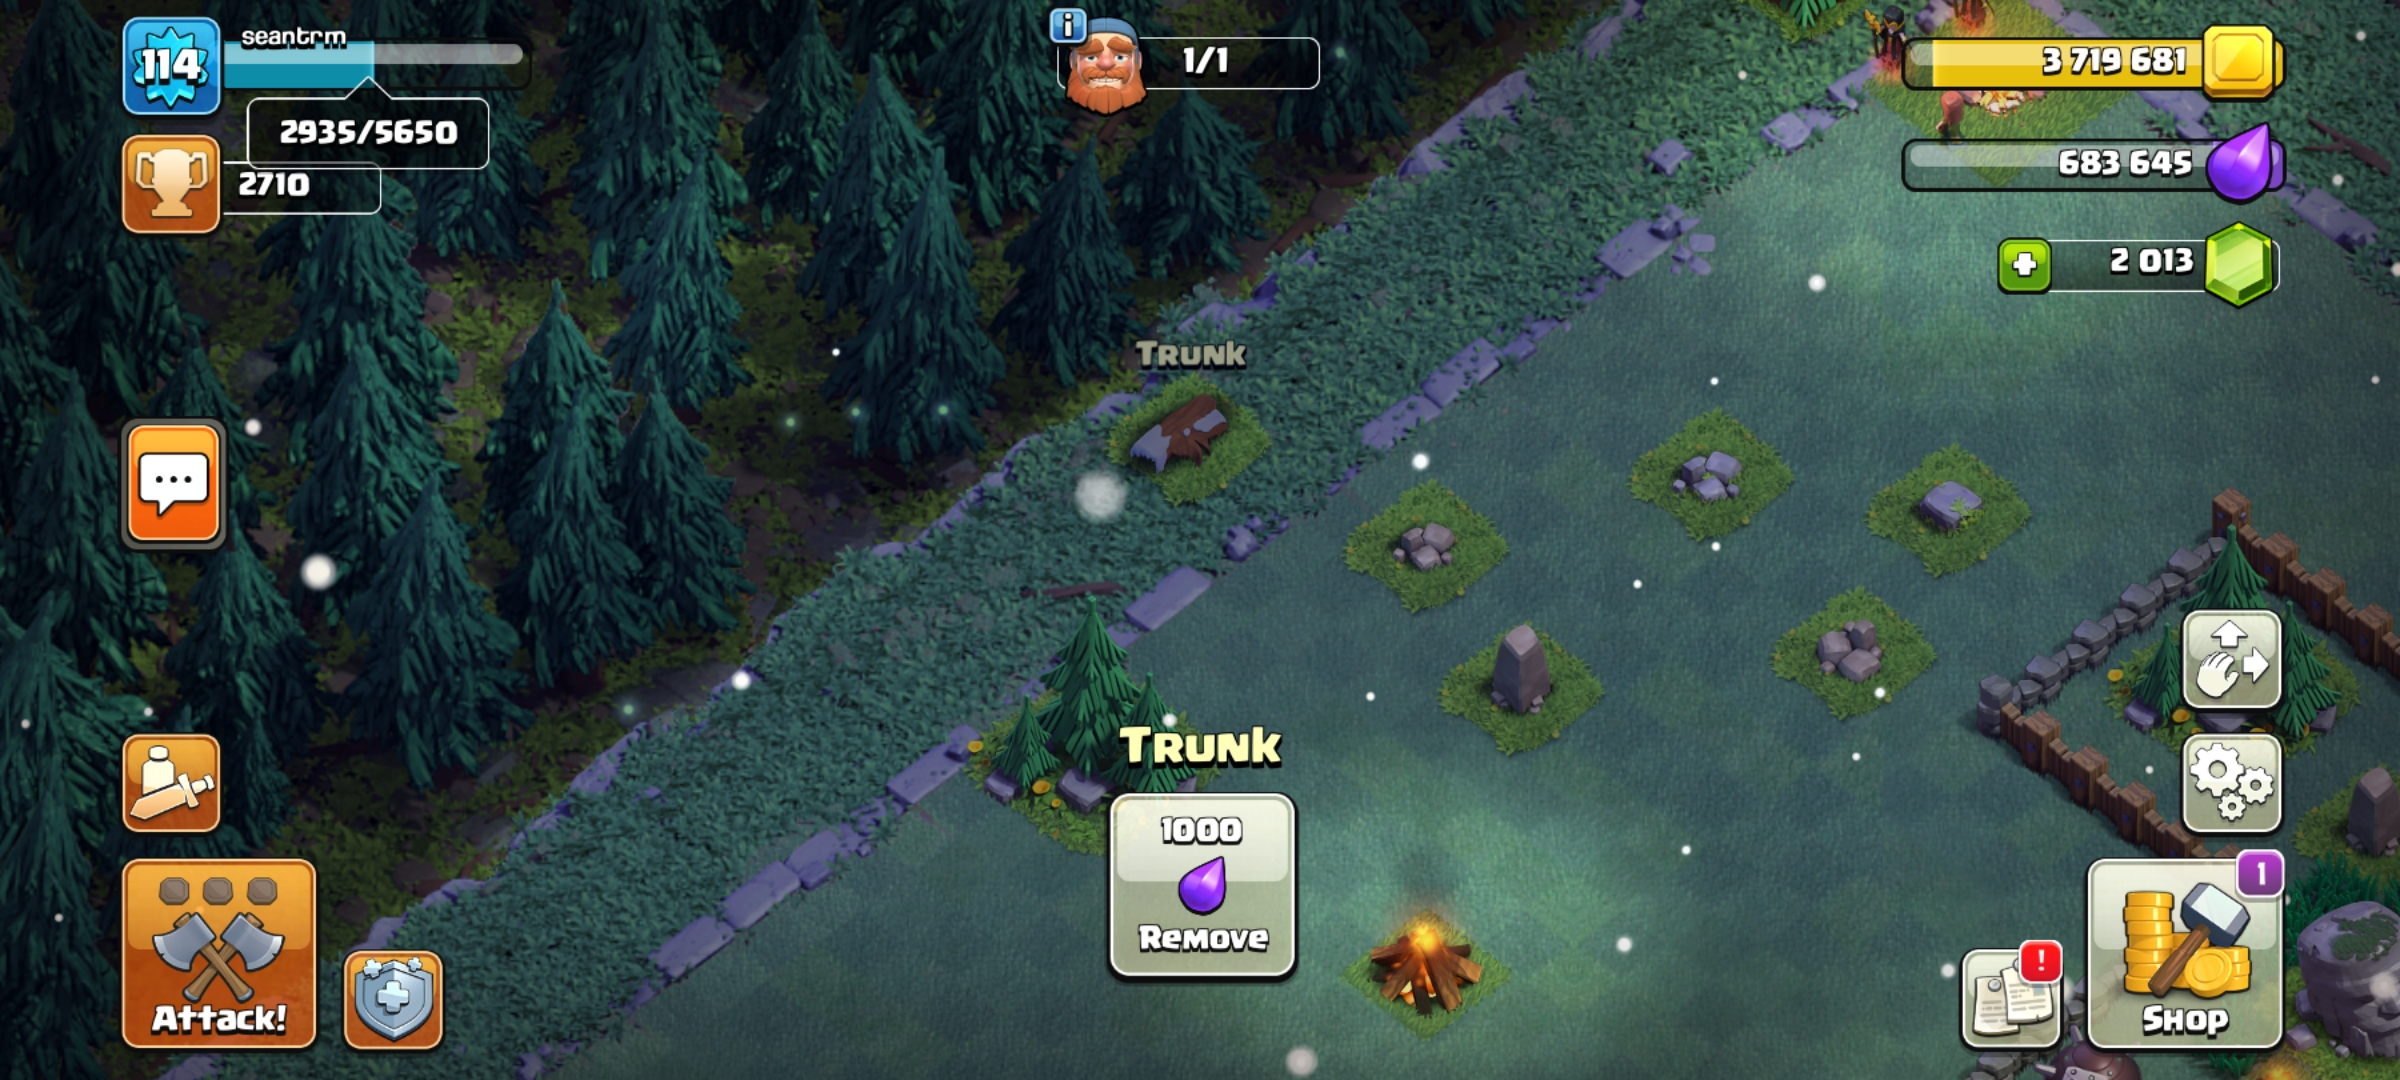 114
seantrm
2935/5650
2710
i
1/1
3 719 681
683 645
2 013
Trunk
Trunk
1000
Remove
Attack!
!
1
Shop